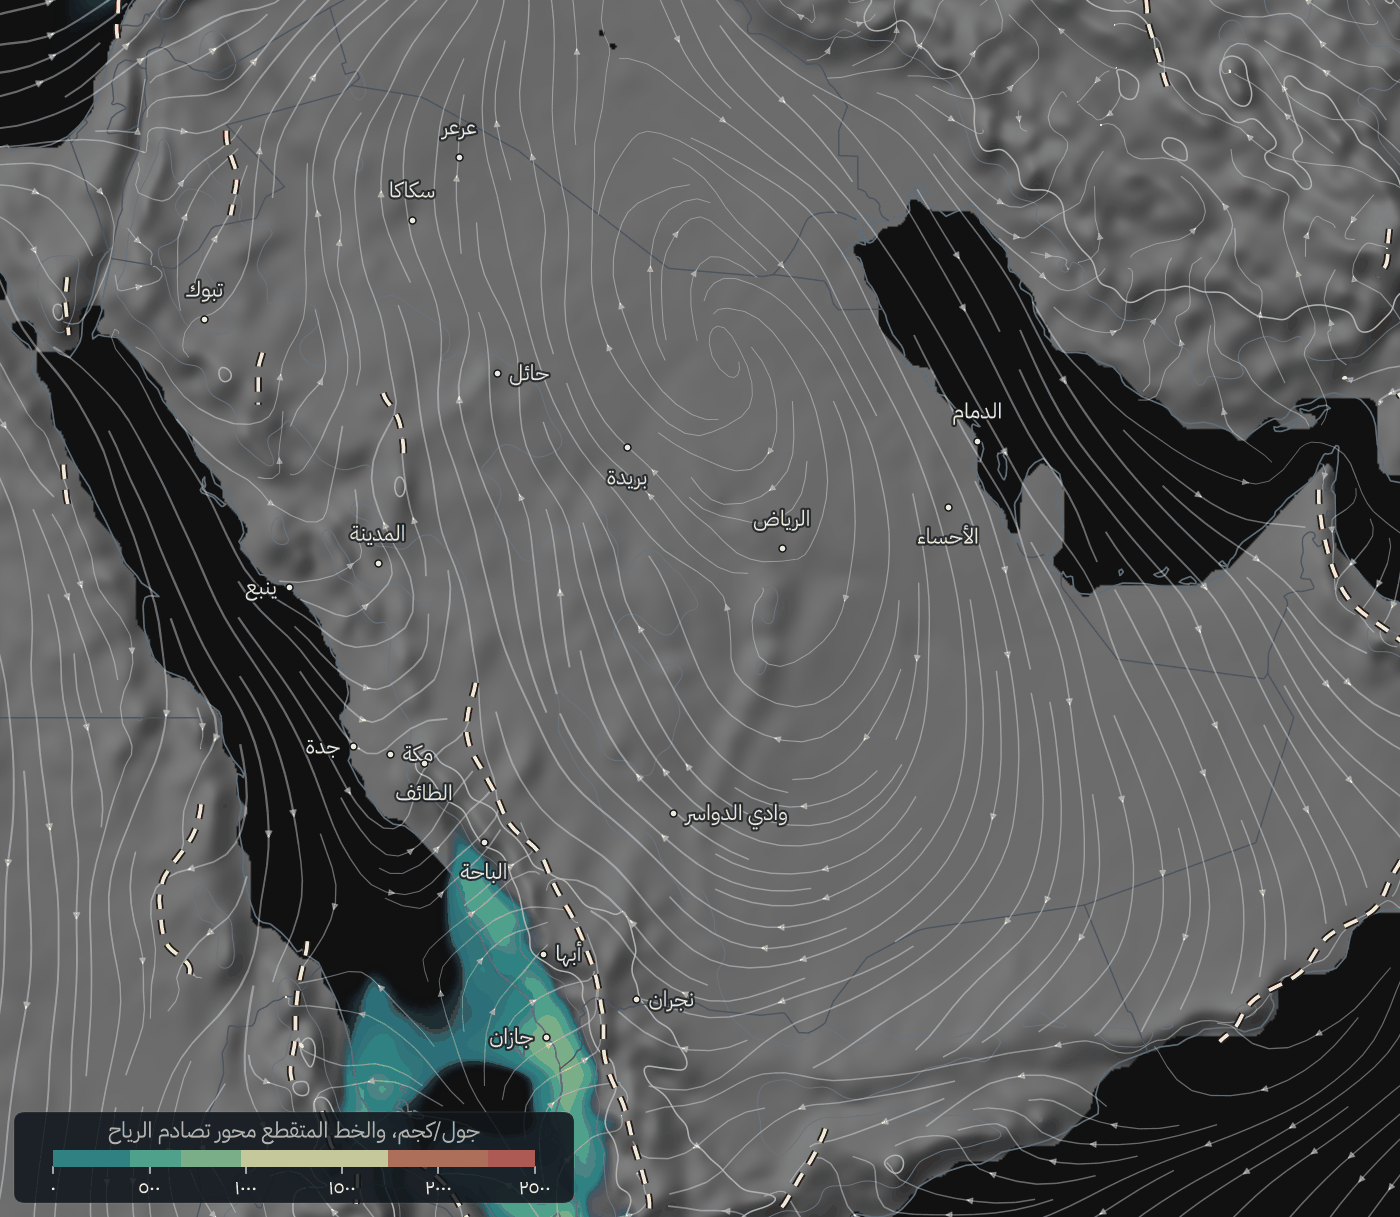 عرعر
سكاكا
تبوك
حائل
الدمام
بريدة
الرياض
الأحساء
المدينة
ينبع
جدة
مكة
الطائف
وادي الدواسر
الباحة
أبها
نجران
جازان
جول/كجم، والخط المتقطع محور تصادم الرياح
٠ ٥٠٠ ١٠٠٠ ١٥٠٠ ٢٠٠٠ ٢٥٠٠